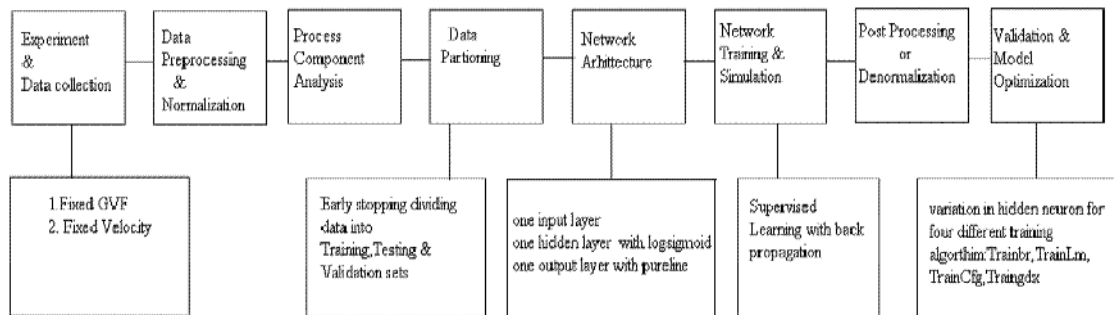 Experiment
&
Data collection
Data
Preprocessing
&
Normalization
Process
Component
Analysis
Data
Partioning
Network
Arhittecture
Network
Training &
Simulation
Post Processing
or
Denormalization
Validation &
Model
Optimization
1.Fixed GVF
2. Fixed Velocity
Early stopping dividing
data into
Training,Testing &
Validation sets
one input layer
one hidden layer with logsigmoid
one output layer with pureline
Supervised
Learning with back
propagation
variation in hidden neuron for
four different training
algorthim:Trainbr,TrainLm,
TrainCfg,Traingdx